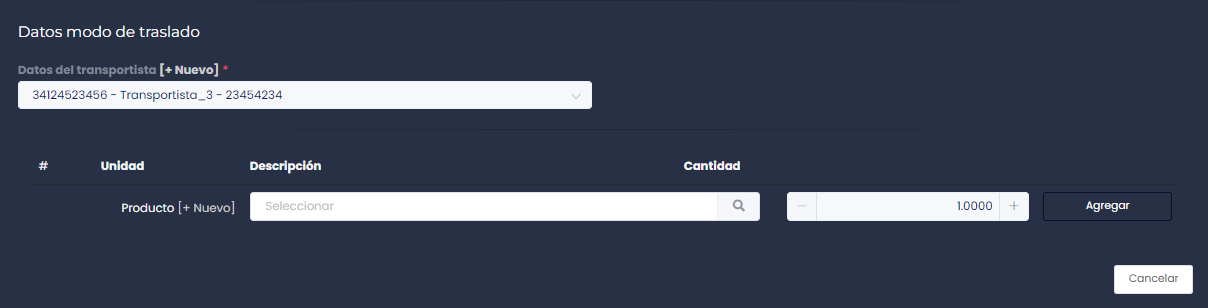 Datos modo de traslado
Datos del transportista [+ Nuevo] *
34124523456 - Transportista_3 - 23454234
# Unidad Descripción Cantidad
Producto [+ Nuevo] Seleccionar − 1.0000 + Agregar
Cancelar